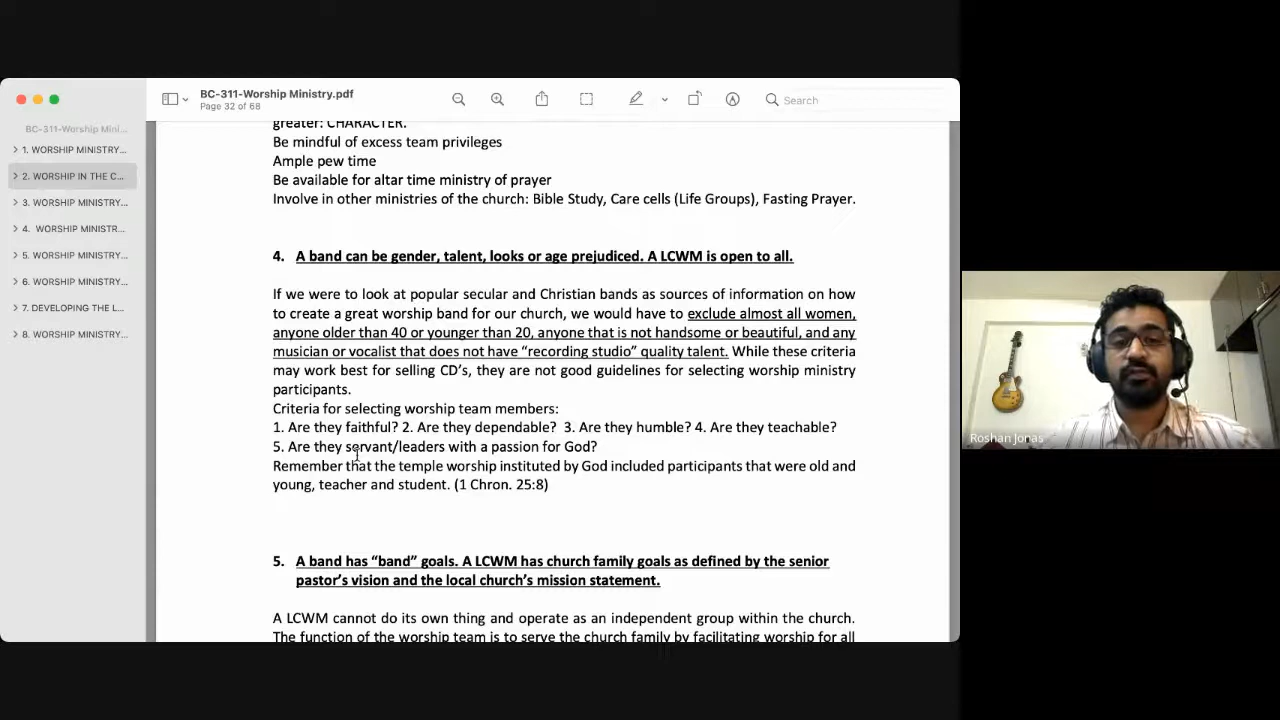 BC-311-Worship Ministry.pdf
Page 32 of 68
Search
BC-311-Worship Mini...
1. WORSHIP MINISTRY...
2. WORSHIP IN THE C...
3. WORSHIP MINISTRY...
4. WORSHIP MINISTR...
5. WORSHIP MINISTRY...
6. WORSHIP MINISTRY...
7. DEVELOPING THE L...
8. WORSHIP MINISTRY...
greater: CHARACTER.
Be mindful of excess team privileges
Ample pew time
Be available for altar time ministry of prayer
Involve in other ministries of the church: Bible Study, Care cells (Life Groups), Fasting Prayer.
4. A band can be gender, talent, looks or age prejudiced. A LCWM is open to all.
If we were to look at popular secular and Christian bands as sources of information on how
to create a great worship band for our church, we would have to exclude almost all women,
anyone older than 40 or younger than 20, anyone that is not handsome or beautiful, and any
musician or vocalist that does not have “recording studio” quality talent. While these criteria
may work best for selling CD’s, they are not good guidelines for selecting worship ministry
participants.
Criteria for selecting worship team members:
1. Are they faithful? 2. Are they dependable? 3. Are they humble? 4. Are they teachable?
5. Are they servant/leaders with a passion for God?
Remember that the temple worship instituted by God included participants that were old and
young, teacher and student. (1 Chron. 25:8)
5. A band has “band” goals. A LCWM has church family goals as defined by the senior
pastor’s vision and the local church’s mission statement.
A LCWM cannot do its own thing and operate as an independent group within the church.
The function of the worship team is to serve the church family by facilitating worship for all
Roshan Jonas